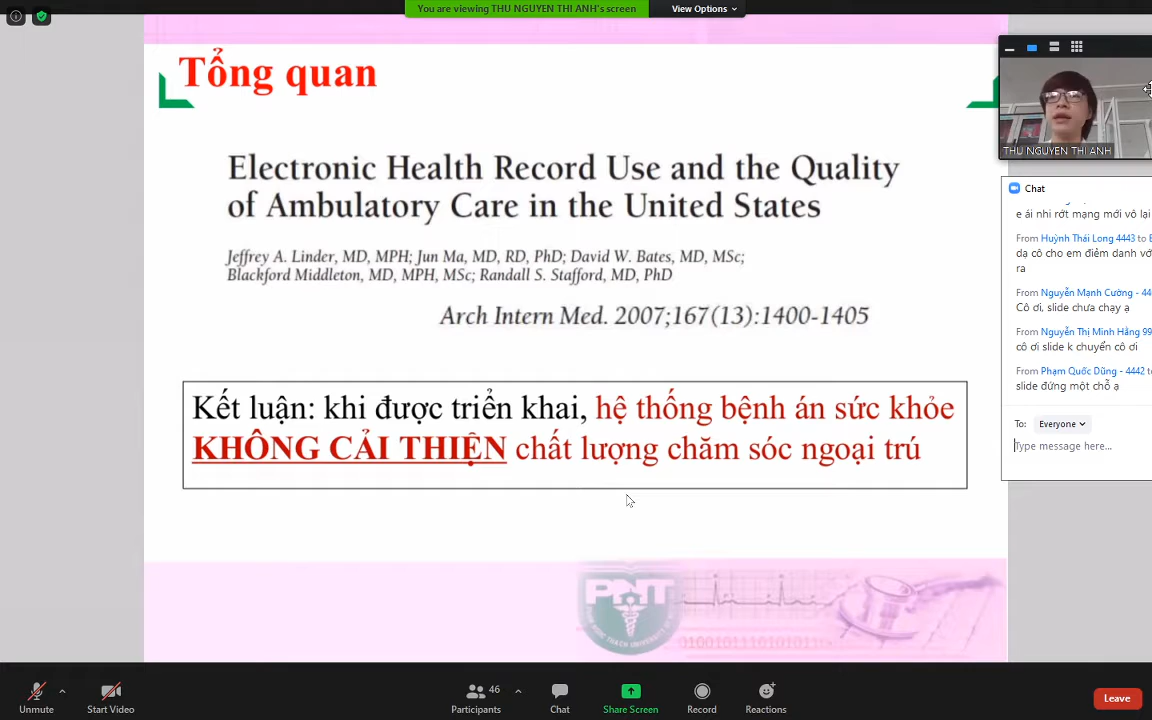 You are viewing THU NGUYEN THI ANH's screen
View Options
Tổng quan
Electronic Health Record Use and the Quality
of Ambulatory Care in the United States
Jeffrey A. Linder, MD, MPH; Jun Ma, MD, RD, PhD; David W. Bates, MD, MSc;
Blackford Middleton, MD, MPH, MSc; Randall S. Stafford, MD, PhD
Arch Intern Med. 2007;167(13):1400-1405
Kết luận: khi được triển khai, hệ thống bệnh án sức khỏe
KHÔNG CẢI THIỆN chất lượng chăm sóc ngoại trú
PNT
THU NGUYEN THI ANH
Chat
e ái nhi rớt mạng mới vô lại
From Huỳnh Thái Long 4443 to
dạ cô cho em điểm danh vớ
ra
From Nguyễn Mạnh Cường - 44
Cô ơi, slide chưa chạy ạ
From Nguyễn Thị Minh Hằng 99
cô ơi slide k chuyển cô ơi
From Phạm Quốc Dũng - 4442 to
slide đứng một chỗ ạ
To: Everyone
Type message here...
Unmute
Start Video
46
Participants
Chat
Share Screen
Record
Reactions
Leave